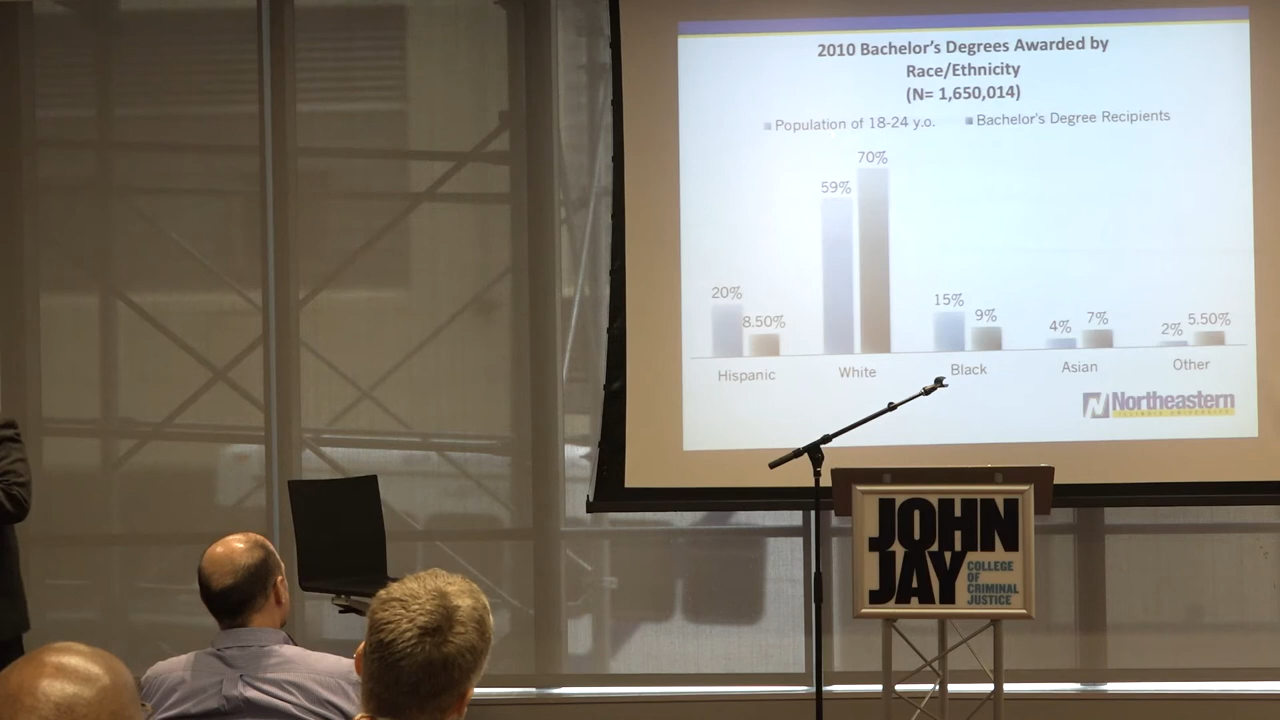 2010 Bachelor's Degrees Awarded by
Race/Ethnicity
(N= 1,650,014)
Population of 18-24 y.o. Bachelor's Degree Recipients
70%
59%
20%
8.50%
15%
9%
4%
7%
2%
5.50%
Hispanic White Black Asian Other
Northeastern
ILLINOIS UNIVERSITY
JOHN
JAY
COLLEGE
OF
CRIMINAL
JUSTICE